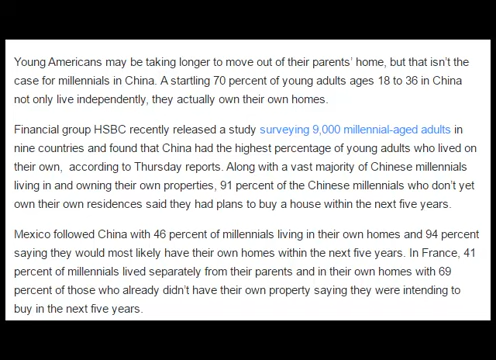 Young Americans may be taking longer to move out of their parents' home, but that isn't the
case for millennials in China. A startling 70 percent of young adults ages 18 to 36 in China
not only live independently, they actually own their own homes.
Financial group HSBC recently released a study surveying 9,000 millennial-aged adults in
nine countries and found that China had the highest percentage of young adults who lived on
their own,  according to Thursday reports. Along with a vast majority of Chinese millennials
living in and owning their own properties, 91 percent of the Chinese millennials who don't yet
own their own residences said they had plans to buy a house within the next five years.
Mexico followed China with 46 percent of millennials living in their own homes and 94 percent
saying they would most likely have their own homes within the next five years. In France, 41
percent of millennials lived separately from their parents and in their own homes with 69
percent of those who already didn't have their own property saying they were intending to
buy in the next five years.